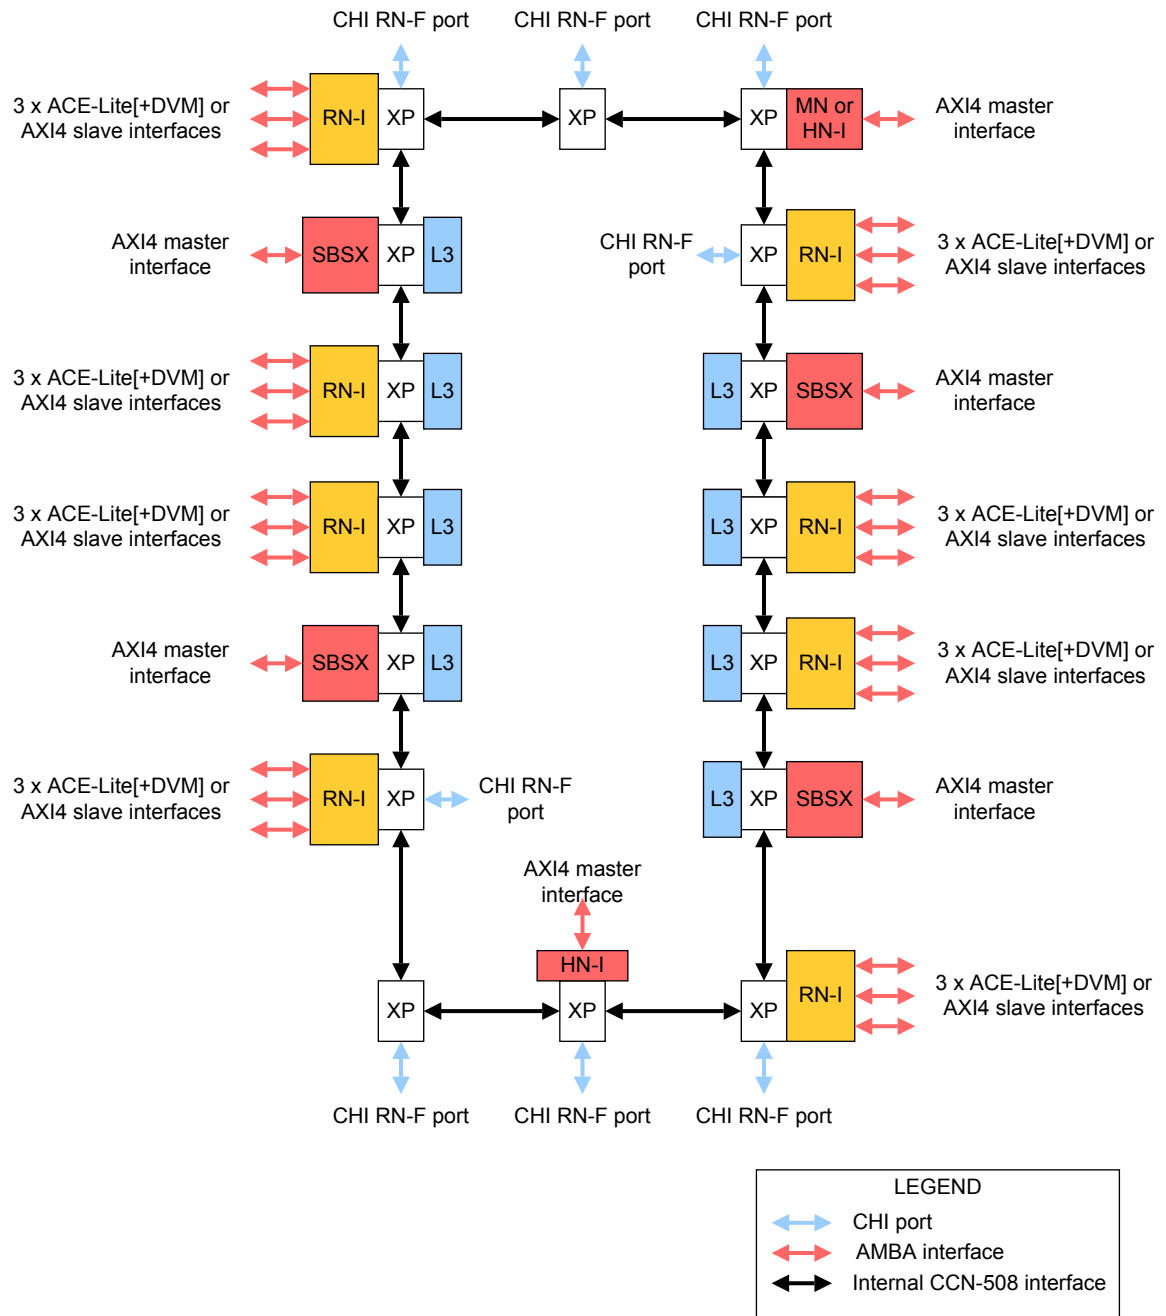 CHI RN-F port
CHI RN-F port
CHI RN-F port
3 x ACE-Lite[+DVM] or
AXI4 slave interfaces
RN-I
XP
XP
XP
MN or
HN-I
AXI4 master
interface
AXI4 master
interface
SBSX
XP
L3
CHI RN-F
port
XP
RN-I
3 x ACE-Lite[+DVM] or
AXI4 slave interfaces
3 x ACE-Lite[+DVM] or
AXI4 slave interfaces
RN-I
XP
L3
L3
XP
SBSX
AXI4 master
interface
3 x ACE-Lite[+DVM] or
AXI4 slave interfaces
RN-I
XP
L3
L3
XP
RN-I
3 x ACE-Lite[+DVM] or
AXI4 slave interfaces
AXI4 master
interface
SBSX
XP
L3
L3
XP
RN-I
3 x ACE-Lite[+DVM] or
AXI4 slave interfaces
3 x ACE-Lite[+DVM] or
AXI4 slave interfaces
RN-I
XP
CHI RN-F
port
L3
XP
SBSX
AXI4 master
interface
AXI4 master
interface
HN-I
XP
XP
XP
RN-I
3 x ACE-Lite[+DVM] or
AXI4 slave interfaces
CHI RN-F port
CHI RN-F port
CHI RN-F port
LEGEND
CHI port
AMBA interface
Internal CCN-508 interface